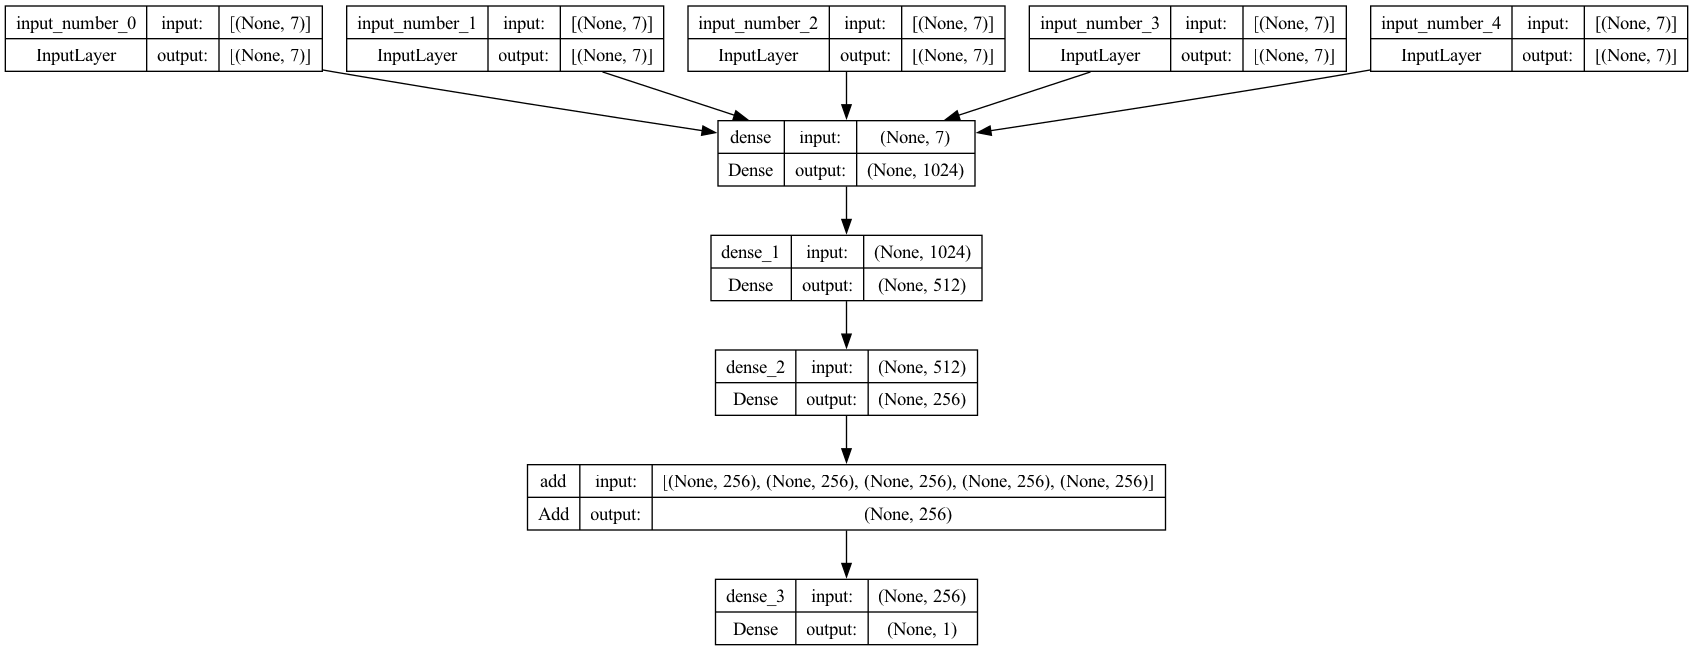 input_number_0 input: [(None, 7)]
InputLayer output: [(None, 7)]
input_number_1 input: [(None, 7)]
InputLayer output: [(None, 7)]
input_number_2 input: [(None, 7)]
InputLayer output: [(None, 7)]
input_number_3 input: [(None, 7)]
InputLayer output: [(None, 7)]
input_number_4 input: [(None, 7)]
InputLayer output: [(None, 7)]
dense input: (None, 7)
Dense output: (None, 1024)
dense_1 input: (None, 1024)
Dense output: (None, 512)
dense_2 input: (None, 512)
Dense output: (None, 256)
add input: [(None, 256), (None, 256), (None, 256), (None, 256), (None, 256)]
Add output: (None, 256)
dense_3 input: (None, 256)
Dense output: (None, 1)